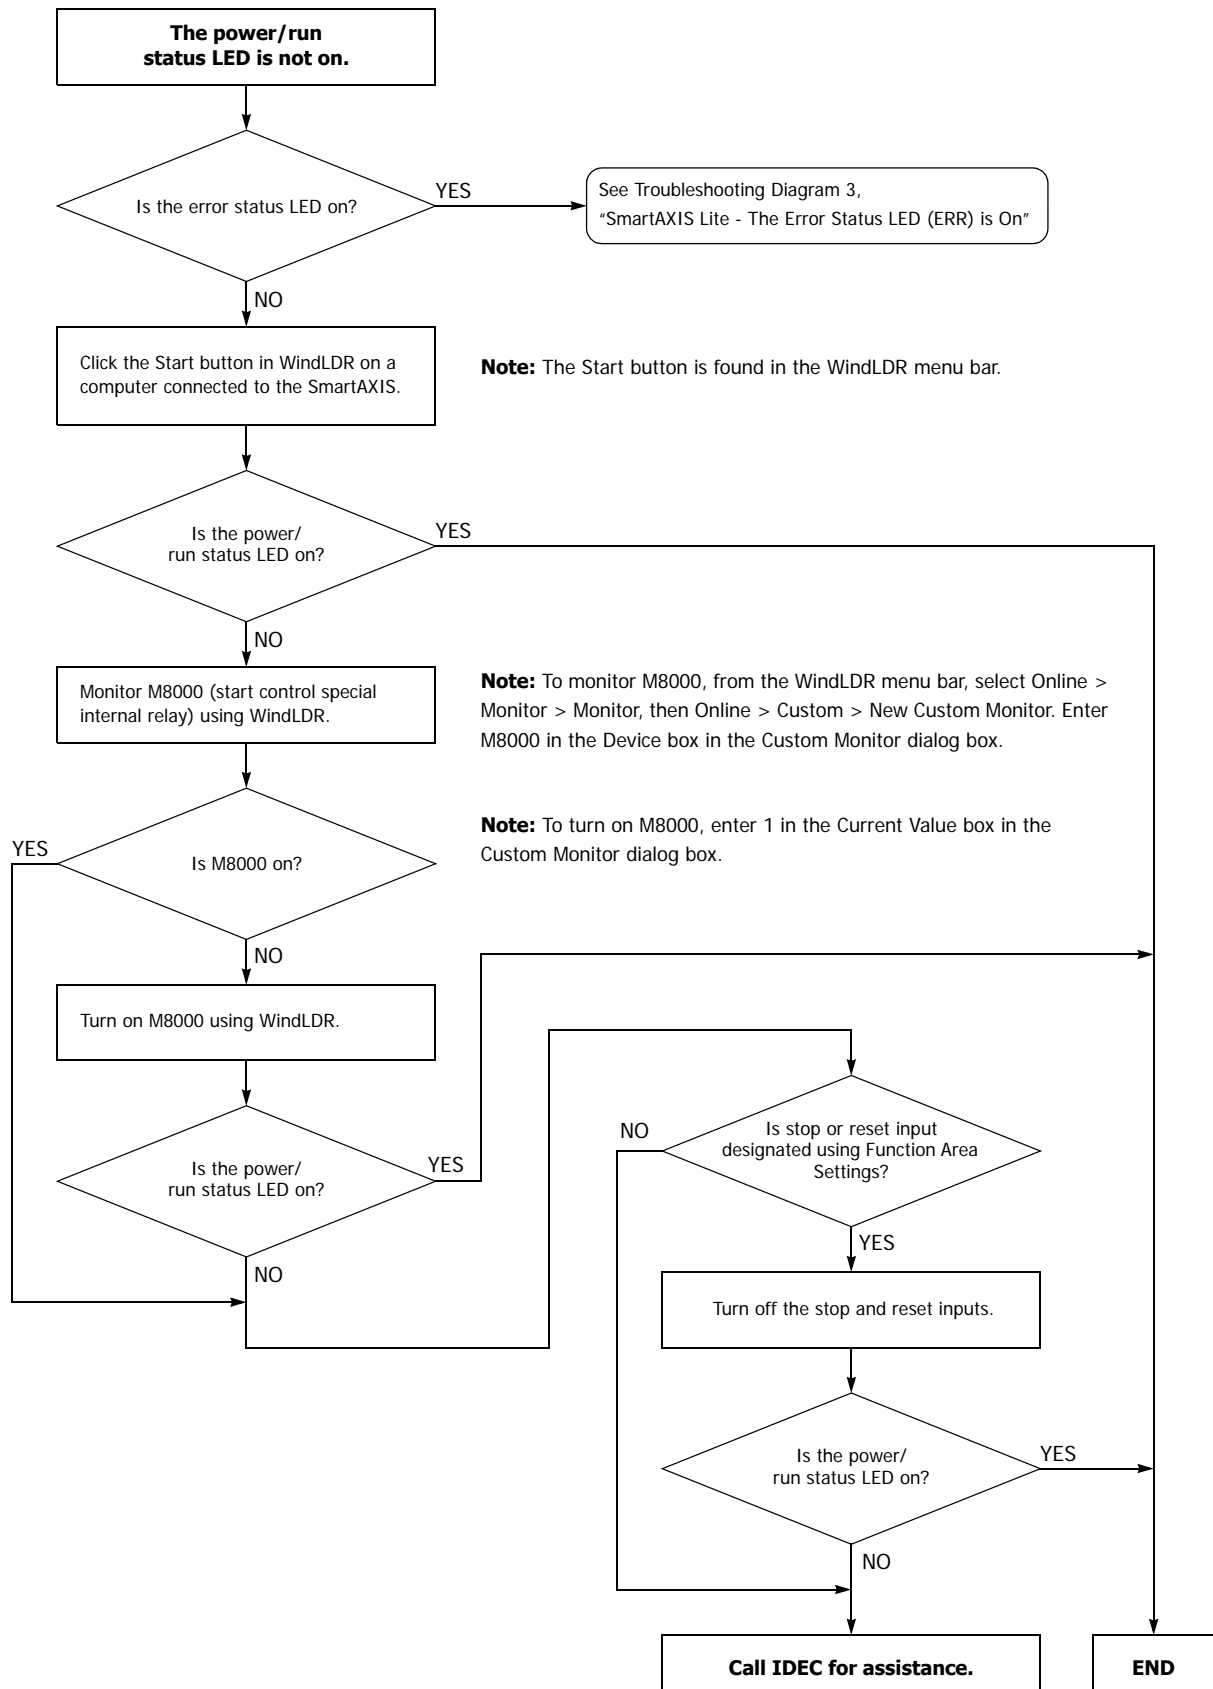 The power/run
status LED is not on.
Is the error status LED on?
YES
See Troubleshooting Diagram 3,
“SmartAXIS Lite - The Error Status LED (ERR) is On”
NO
Click the Start button in WindLDR on a
computer connected to the SmartAXIS.
Note: The Start button is found in the WindLDR menu bar.
Is the power/
run status LED on?
YES
NO
Monitor M8000 (start control special
internal relay) using WindLDR.
Note: To monitor M8000, from the WindLDR menu bar, select Online >
Monitor > Monitor, then Online > Custom > New Custom Monitor. Enter
M8000 in the Device box in the Custom Monitor dialog box.
Note: To turn on M8000, enter 1 in the Current Value box in the
Custom Monitor dialog box.
YES
Is M8000 on?
NO
Turn on M8000 using WindLDR.
Is the power/
run status LED on?
YES
NO
NO
Is stop or reset input
designated using Function Area
Settings?
YES
Turn off the stop and reset inputs.
Is the power/
run status LED on?
YES
NO
Call IDEC for assistance.
END